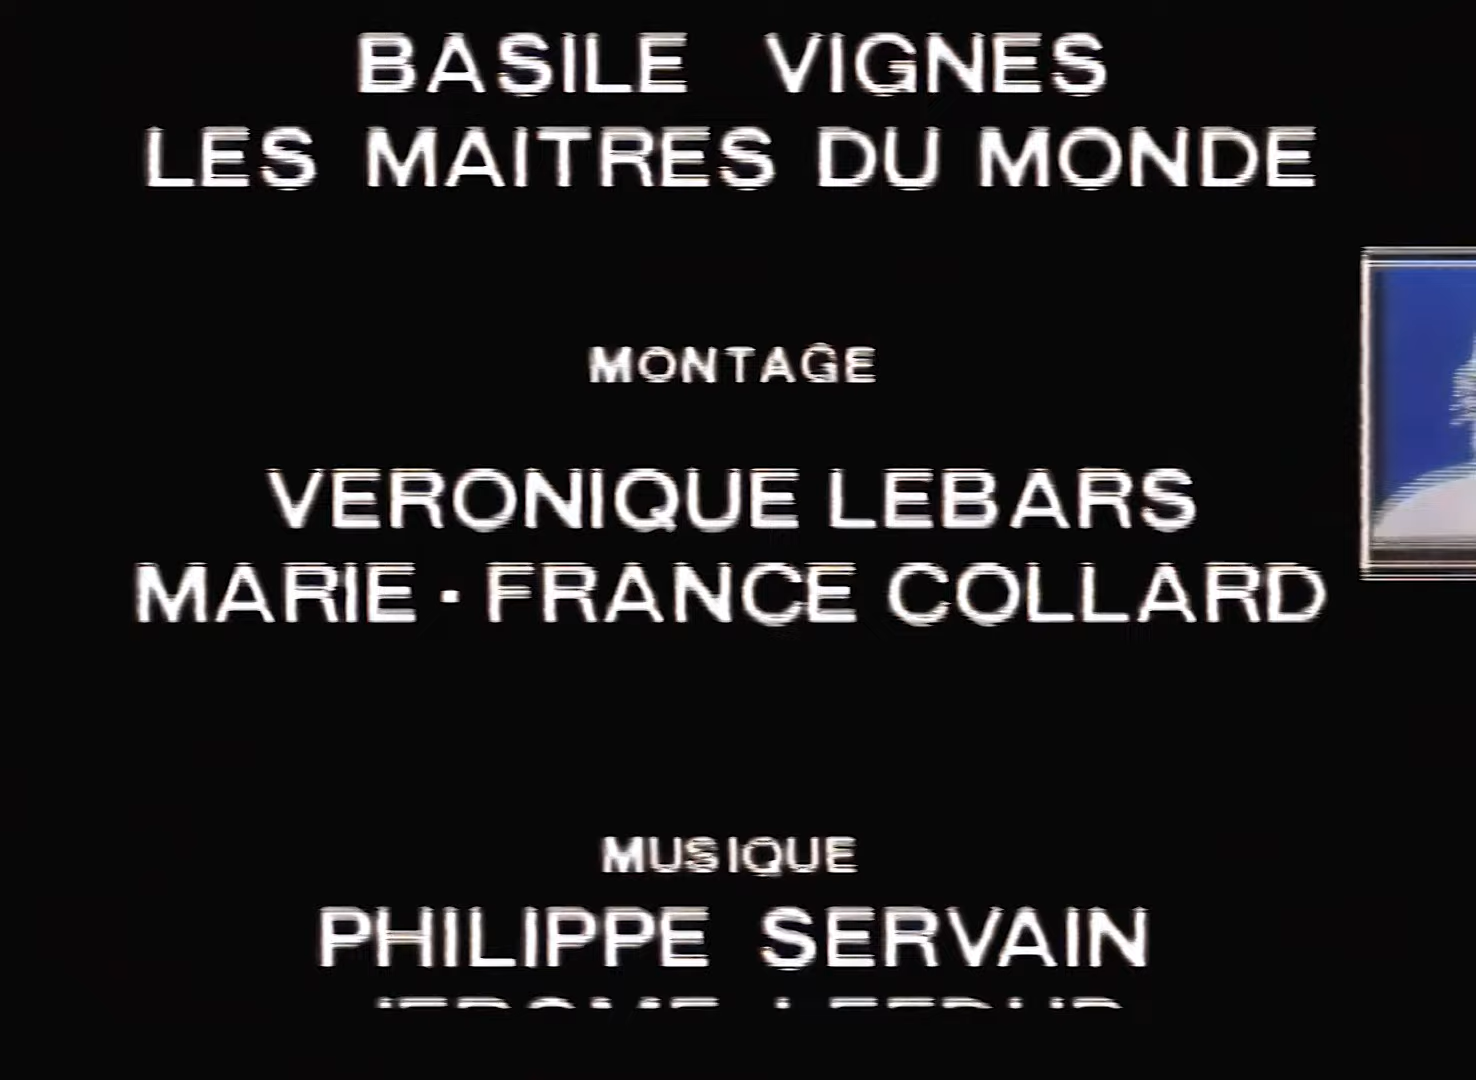 BASILE VIGNES
LES MAITRES DU MONDE
MONTAGE
VERONIQUE LEBARS
MARIE · FRANCE COLLARD
MUSIQUE
PHILIPPE SERVAIN